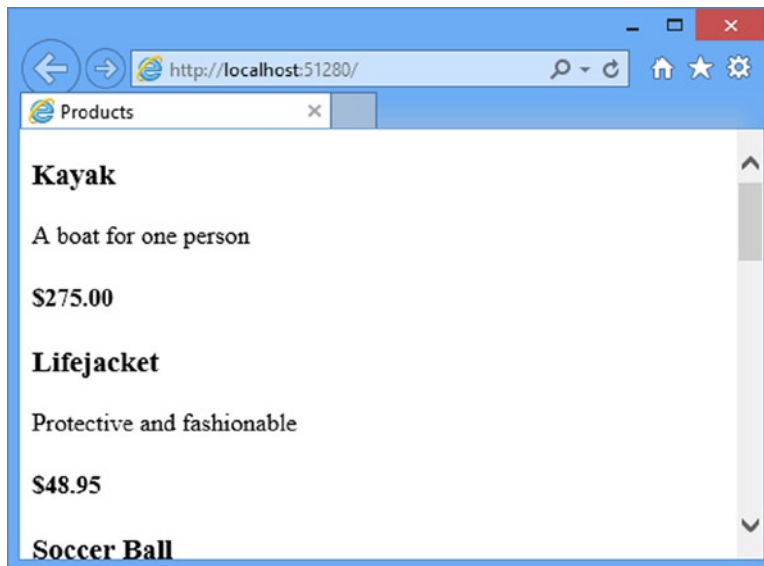 http://localhost:51280/
Products
Kayak
A boat for one person
$275.00
Lifejacket
Protective and fashionable
$48.95
Soccer Ball